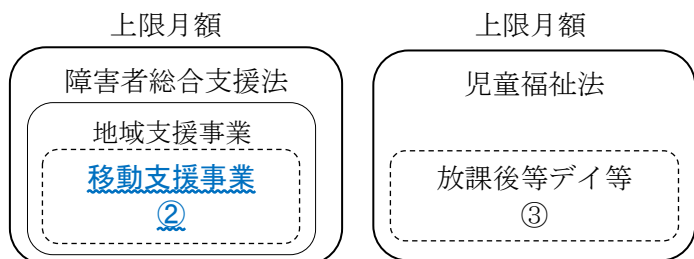 上限月額
障害者総合支援法
地域支援事業
移動支援事業
②
上限月額
児童福祉法
放課後等デイ等
③